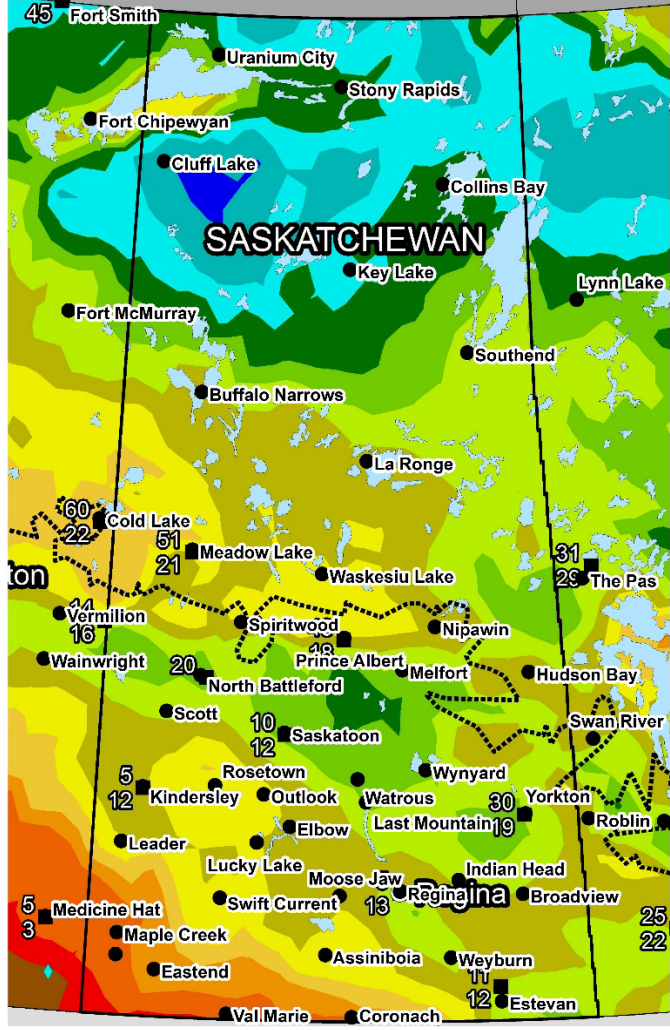 45
Fort Smith
Uranium City
Stony Rapids
Fort Chipewyan
Cluff Lake
Collins Bay
SASKATCHEWAN
Key Lake
Lynn Lake
Fort McMurray
Southend
Buffalo Narrows
La Ronge
60
22
Cold Lake
51
21
Meadow Lake
31
29
The Pas
ton
Waskesiu Lake
14
16
Vermilion
Spiritwood
Nipawin
18
Prince Albert
Wainwright
20
North Battleford
Melfort
Hudson Bay
Scott
10
12
Saskatoon
Swan River
5
12
Kindersley
Rosetown
Outlook
Wynyard
Watrous
Last Mountain
30
19
Yorkton
Roblin
Leader
Elbow
Lucky Lake
Moose Jaw
13
Regina
Regina
Indian Head
Broadview
Swift Current
5
3
Medicine Hat
Maple Creek
25
22
Eastend
Assiniboia
Weyburn
11
12
Estevan
Val Marie
Coronach